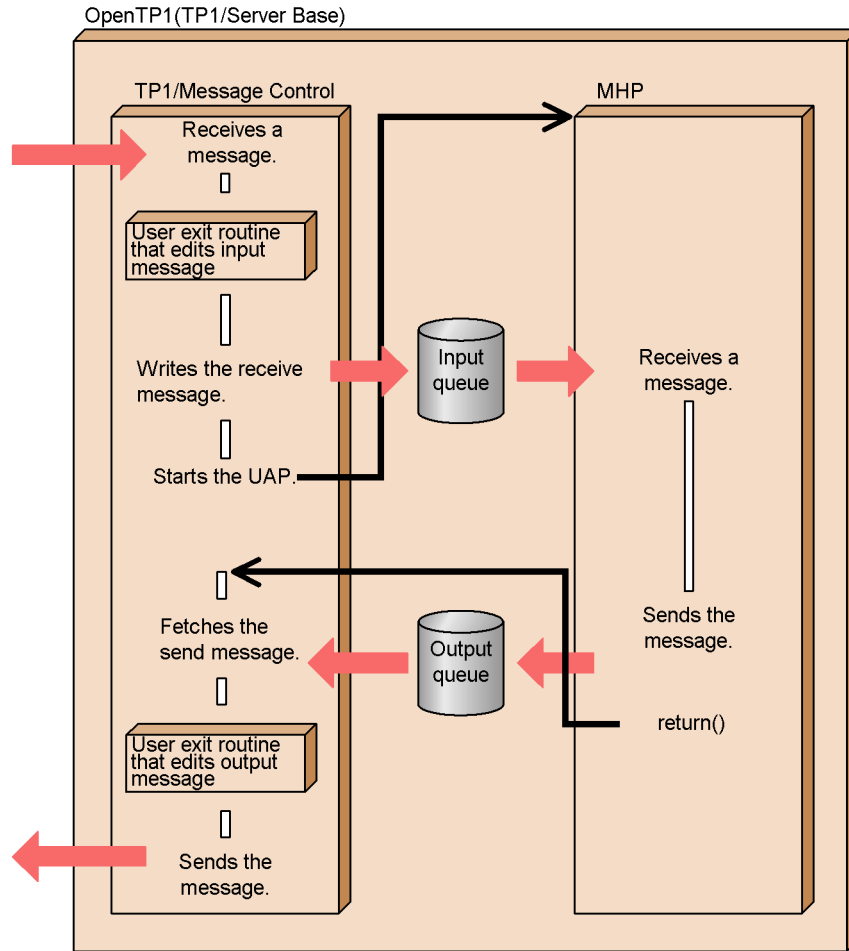 OpenTP1(TP1/Server Base)
TP1/Message Control
Receives a
message.
User exit routine
that edits input
message
Writes the receive
message.
Starts the UAP.
Fetches the
send message.
User exit routine
that edits output
message
Sends the
message.
Input
queue
Output
queue
MHP
Receives a
message.
Sends the
message.
return()